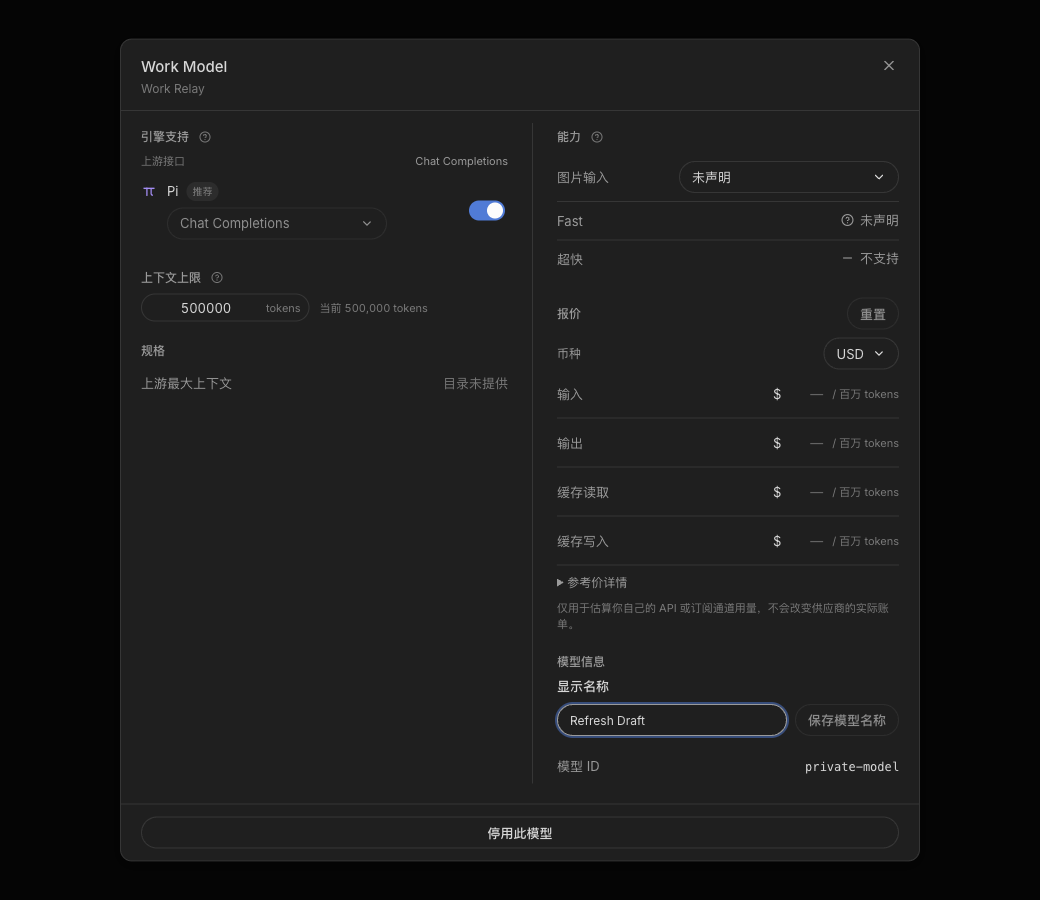 Work Model
Work Relay
引擎支持
上游接口 Chat Completions
Pi 推荐
Chat Completions
上下文上限
500000 tokens 当前 500,000 tokens
规格
上游最大上下文 目录未提供
能力
图片输入 未声明
Fast 未声明
超快 — 不支持
报价 重置
币种 USD
输入 $ — / 百万 tokens
输出 $ — / 百万 tokens
缓存读取 $ — / 百万 tokens
缓存写入 $ — / 百万 tokens
参考价详情
仅用于估算你自己的 API 或订阅通道用量，不会改变供应商的实际账
单。
模型信息
显示名称
Refresh Draft 保存模型名称
模型 ID private-model
停用此模型